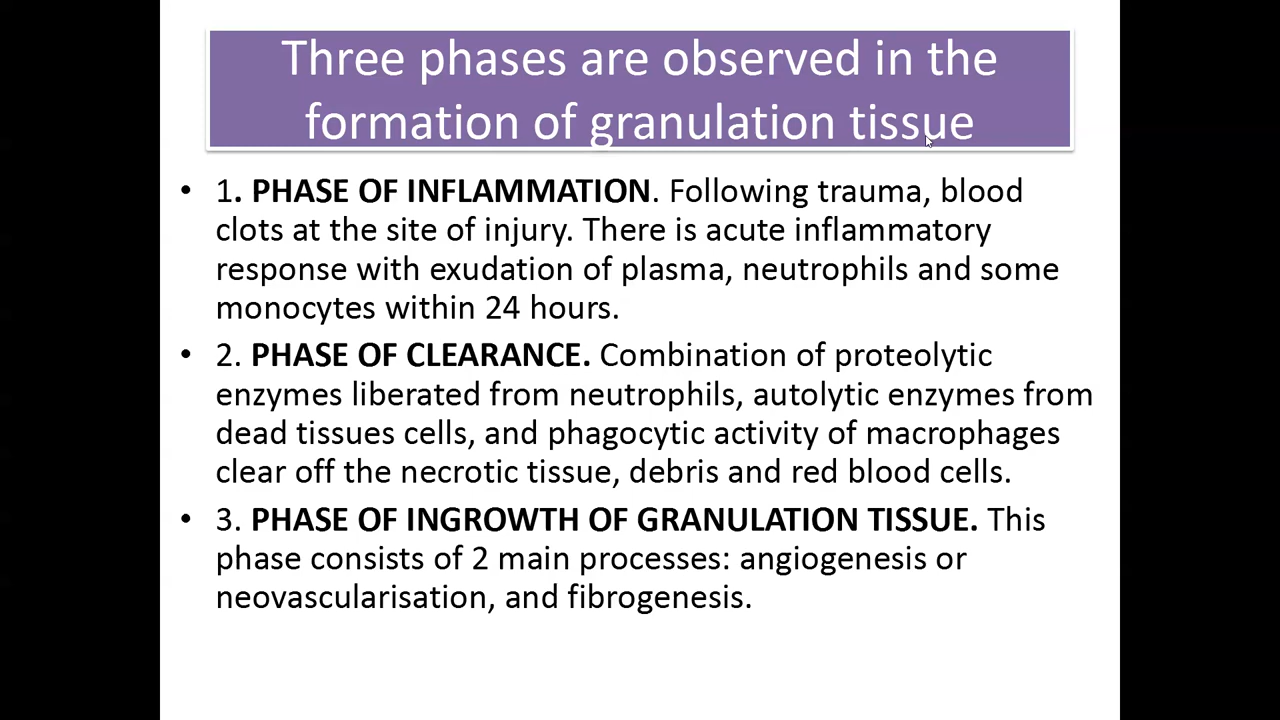 Three phases are observed in the
formation of granulation tissue
• 1. PHASE OF INFLAMMATION. Following trauma, blood
clots at the site of injury. There is acute inflammatory
response with exudation of plasma, neutrophils and some
monocytes within 24 hours.
• 2. PHASE OF CLEARANCE. Combination of proteolytic
enzymes liberated from neutrophils, autolytic enzymes from
dead tissues cells, and phagocytic activity of macrophages
clear off the necrotic tissue, debris and red blood cells.
• 3. PHASE OF INGROWTH OF GRANULATION TISSUE. This
phase consists of 2 main processes: angiogenesis or
neovascularisation, and fibrogenesis.